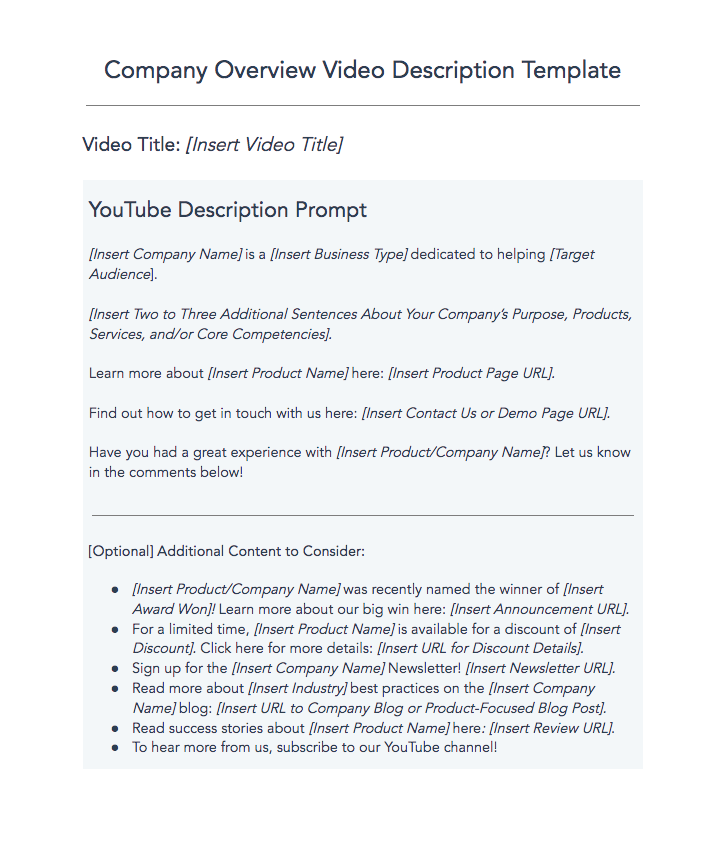 Company Overview Video Description Template
Video Title: [Insert Video Title]
YouTube Description Prompt
[Insert Company Name] is a [Insert Business Type] dedicated to helping [Target
Audience].
[Insert Two to Three Additional Sentences About Your Company’s Purpose, Products,
Services, and/or Core Competencies].
Learn more about [Insert Product Name] here: [Insert Product Page URL].
Find out how to get in touch with us here: [Insert Contact Us or Demo Page URL].
Have you had a great experience with [Insert Product/Company Name]? Let us know
in the comments below!
[Optional] Additional Content to Consider:
● [Insert Product/Company Name] was recently named the winner of [Insert
Award Won]! Learn more about our big win here: [Insert Announcement URL].
● For a limited time, [Insert Product Name] is available for a discount of [Insert
Discount]. Click here for more details: [Insert URL for Discount Details].
● Sign up for the [Insert Company Name] Newsletter! [Insert Newsletter URL].
● Read more about [Insert Industry] best practices on the [Insert Company
Name] blog: [Insert URL to Company Blog or Product-Focused Blog Post].
● Read success stories about [Insert Product Name] here: [Insert Review URL].
● To hear more from us, subscribe to our YouTube channel!